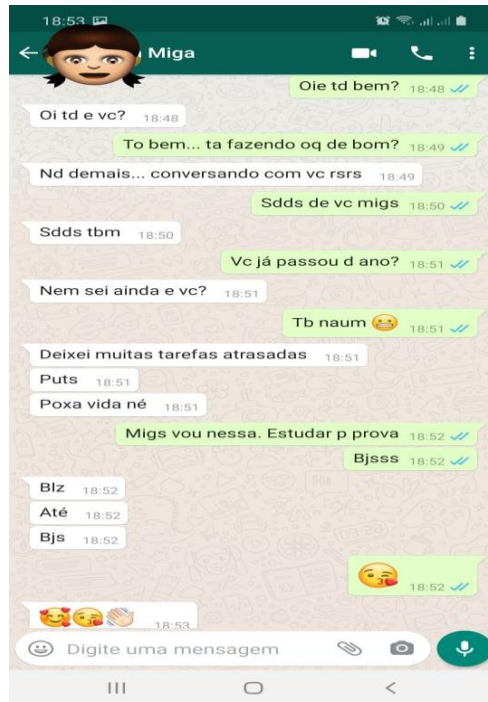 18:53
Miga
Oie td bem? 18:48
Oi td e vc? 18:48
To bem... ta fazendo oq de bom? 18:49
Nd demais... conversando com vc rsrs 18:49
Sdds de vc migs 18:50
Sdds tbm 18:50
Vc já passou d ano? 18:51
Nem sei ainda e vc? 18:51
Tb naum 😬 18:51
Deixei muitas tarefas atrasadas 18:51
Puts 18:51
Poxa vida né 18:51
Migs vou nessa. Estudar p prova 18:52
Bjsss 18:52
Blz 18:52
Até 18:52
Bjs 18:52
😘 18:52
🥰😘👋🏻 18:53
Digite uma mensagem